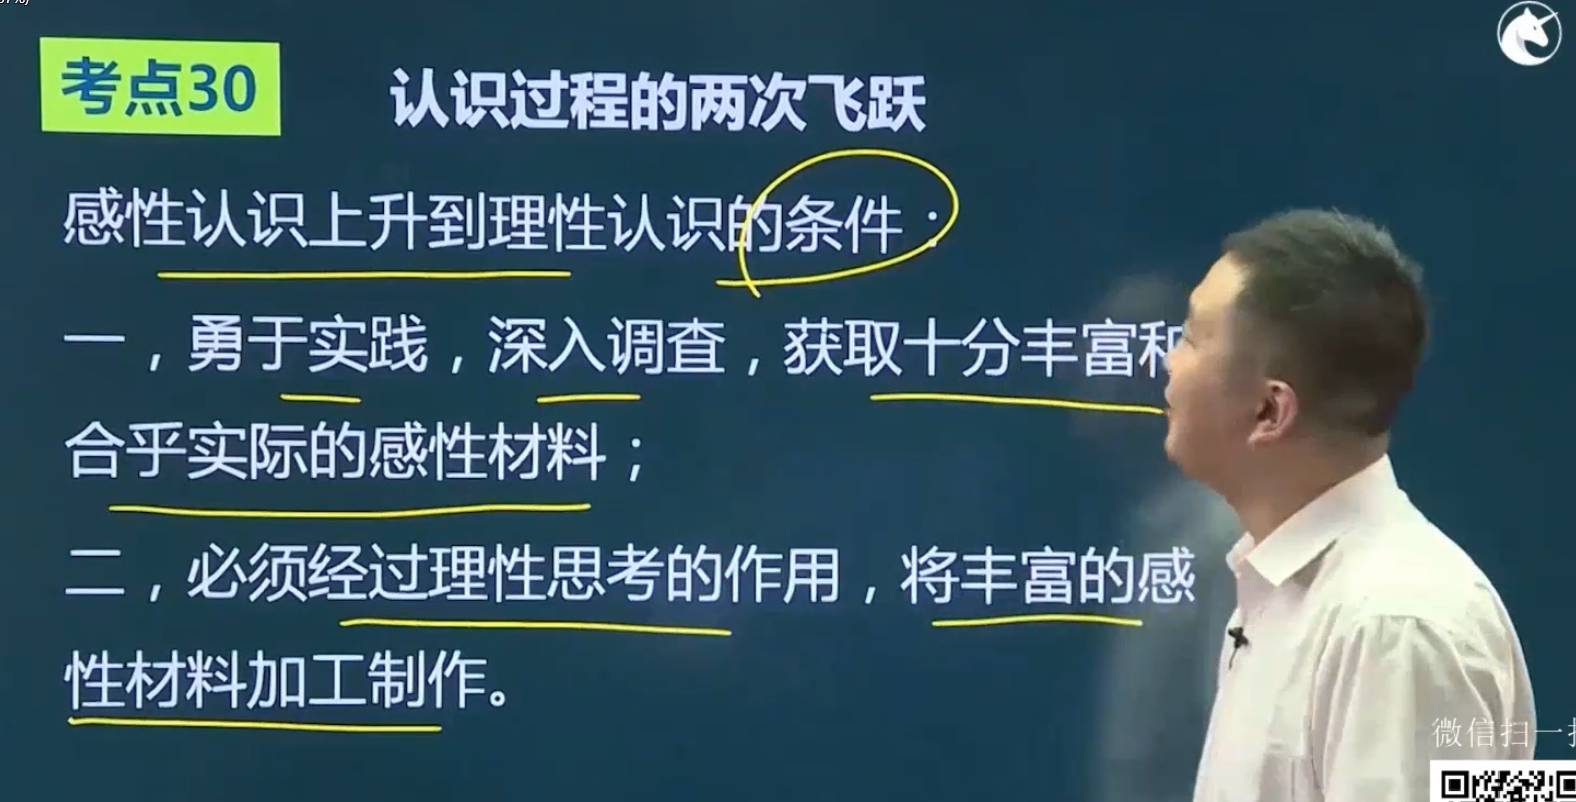 37%)
考点30
认识过程的两次飞跃
感性认识上升到理性认识的条件：
一，勇于实践，深入调查，获取十分丰富和
合乎实际的感性材料；
二，必须经过理性思考的作用，将丰富的感
性材料加工制作。
微信扫一扫